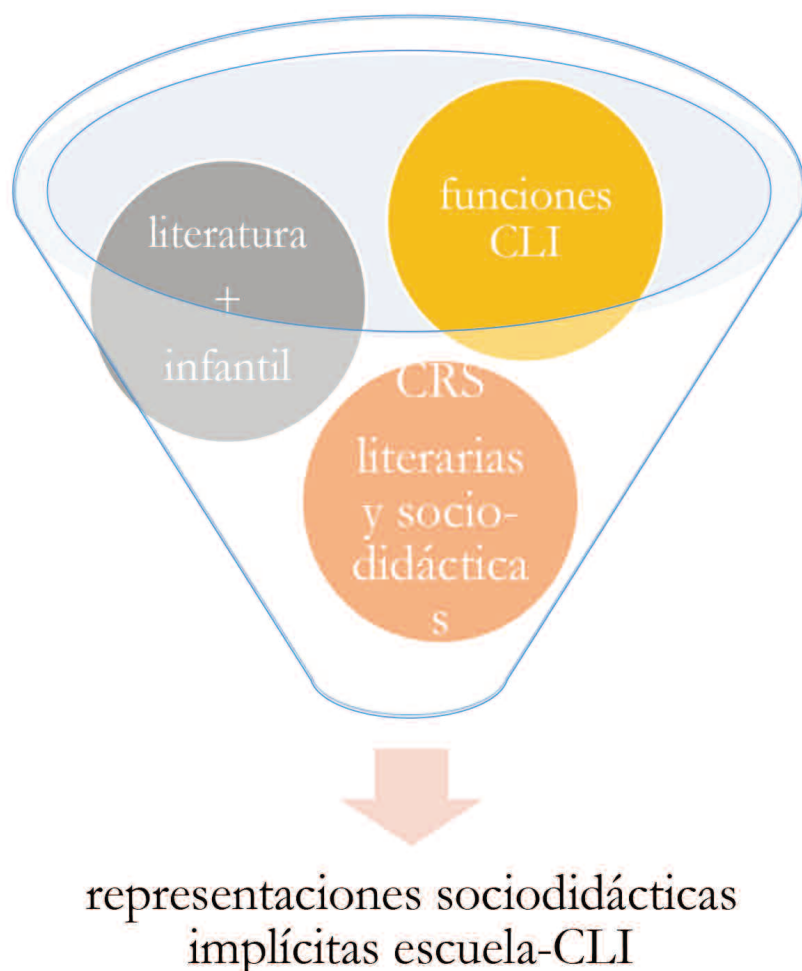 literatura
+
infantil
funciones
CLI
CRS
literarias
y socio-
didáctica
s
representaciones sociodidácticas
implícitas escuela-CLI